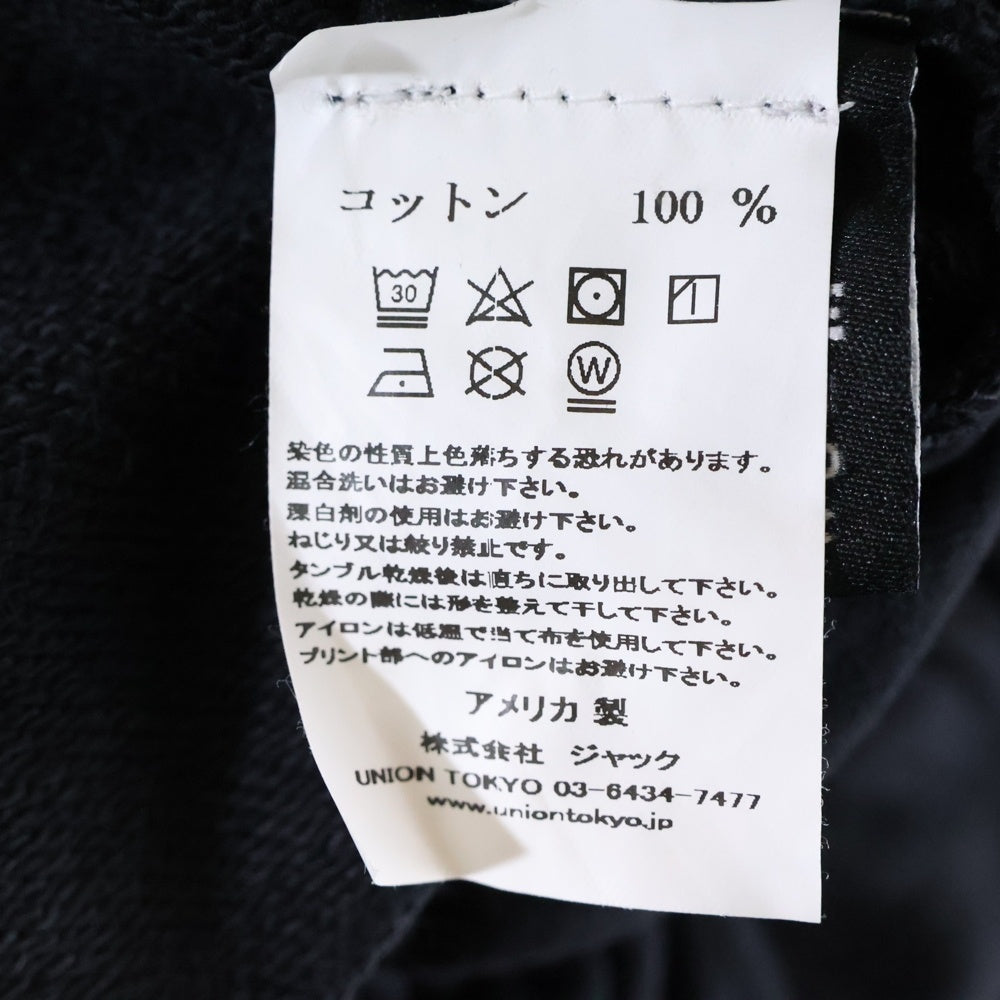 コットン 100 %
30
W
染色の性質上色落ちする恐れがあります。
混合洗いはお避け下さい。
漂白剤の使用はお避け下さい。
ねじり又は絞り禁止です。
タンブル乾燥後は直ちに取り出して下さい。
乾燥の際には形を整えて干して下さい。
アイロンは低温で当て布を使用して下さい。
プリント部へのアイロンはお避け下さい。
アメリカ製
株式会社 ジャック
UNION TOKYO 03-6434-7477
www.uniontokyo.jp